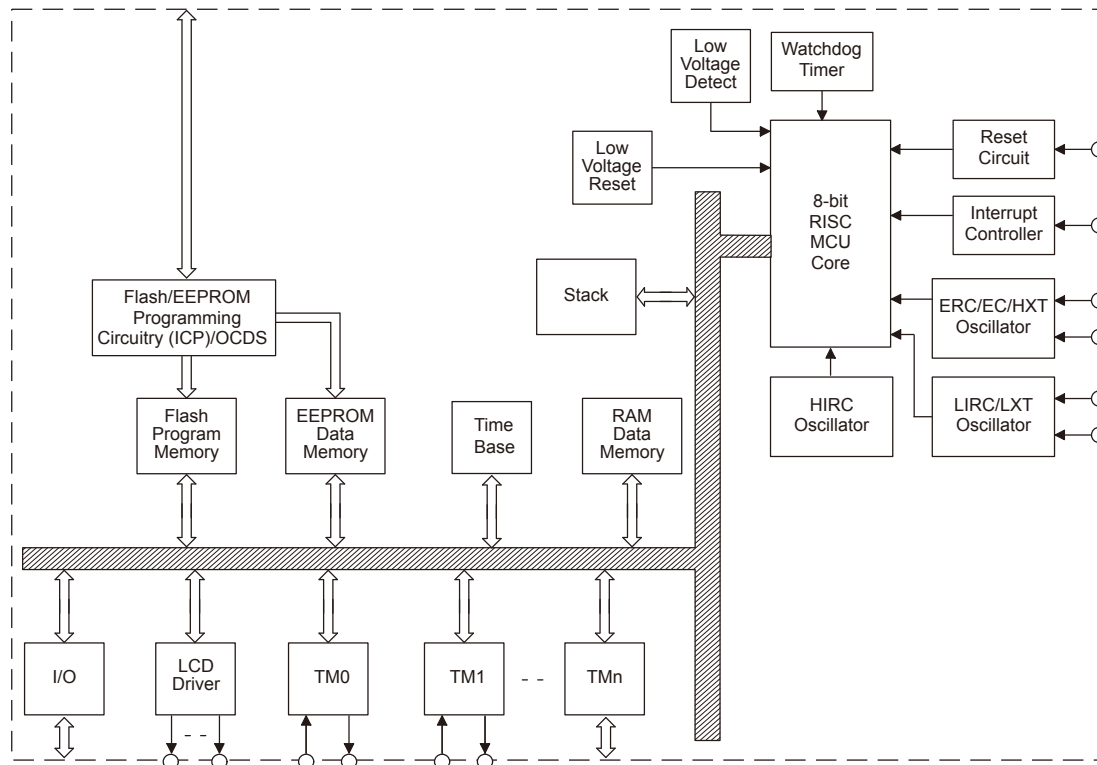 Low
Voltage
Detect
Watchdog
Timer
Low
Voltage
Reset
8-bit
RISC
MCU
Core
Reset
Circuit
Interrupt
Controller
Stack
Flash/EEPROM
Programming
Circuitry (ICP)/OCDS
ERC/EC/HXT
Oscillator
HIRC
Oscillator
LIRC/LXT
Oscillator
Flash
Program
Memory
EEPROM
Data
Memory
Time
Base
RAM
Data
Memory
I/O
LCD
Driver
TM0
TM1
TMn